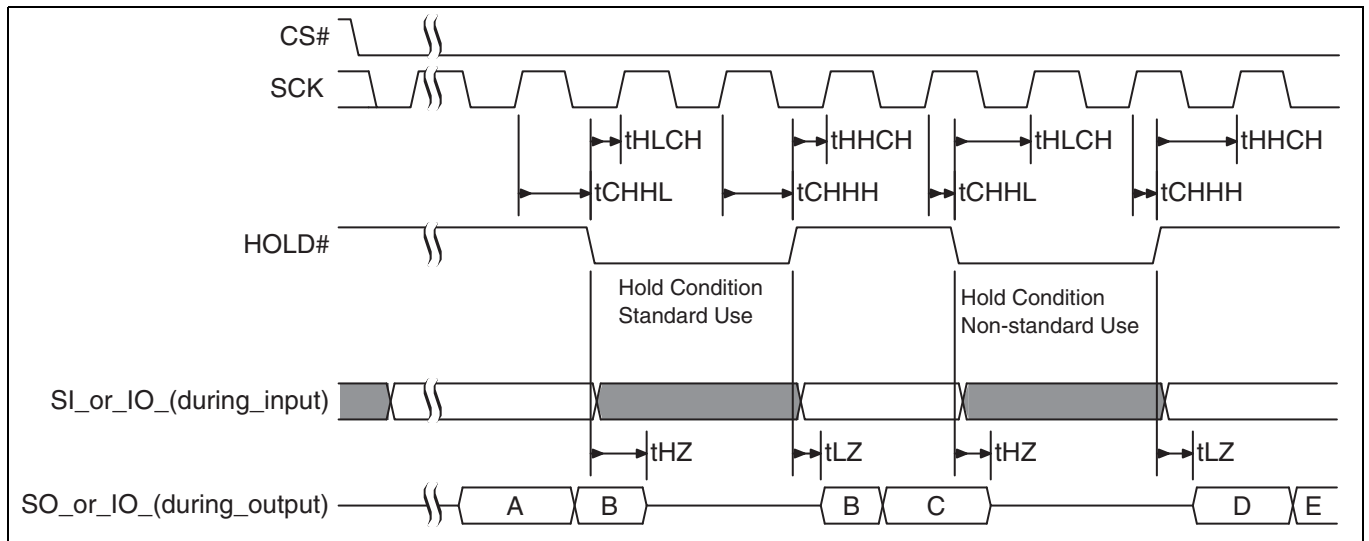 CS#
SCK
tHLCH
tHHCH
tHLCH
tHHCH
tCHHL
tCHHH
tCHHL
tCHHH
HOLD#
Hold Condition
Standard Use
Hold Condition
Non-standard Use
SI_or_IO_(during_input)
tHZ
tLZ
tHZ
tLZ
SO_or_IO_(during_output)
A
B
B
C
D
E